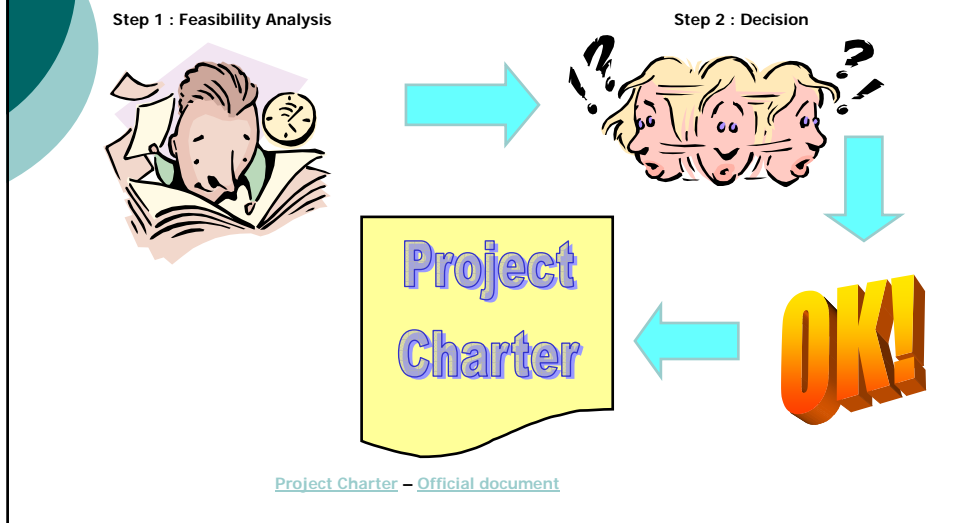 Step 1 : Feasibility Analysis
Step 2 : Decision
!?
?!
OK!
Project
Charter
Project Charter – Official document